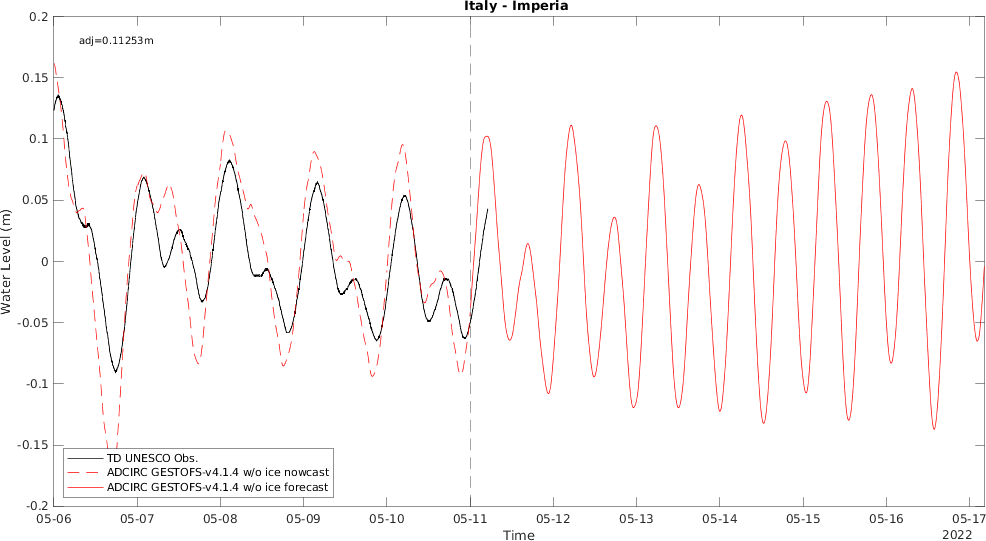 Italy - Imperia
adj=0.11253m
0.2
0.15
0.1
0.05
0
-0.05
-0.1
-0.15
-0.2
Water Level (m)
TD UNESCO Obs.
ADCIRC GESTOFS-v4.1.4 w/o ice nowcast
ADCIRC GESTOFS-v4.1.4 w/o ice forecast
05-06 05-07 05-08 05-09 05-10 05-11 05-12 05-13 05-14 05-15 05-16 05-17
Time
2022